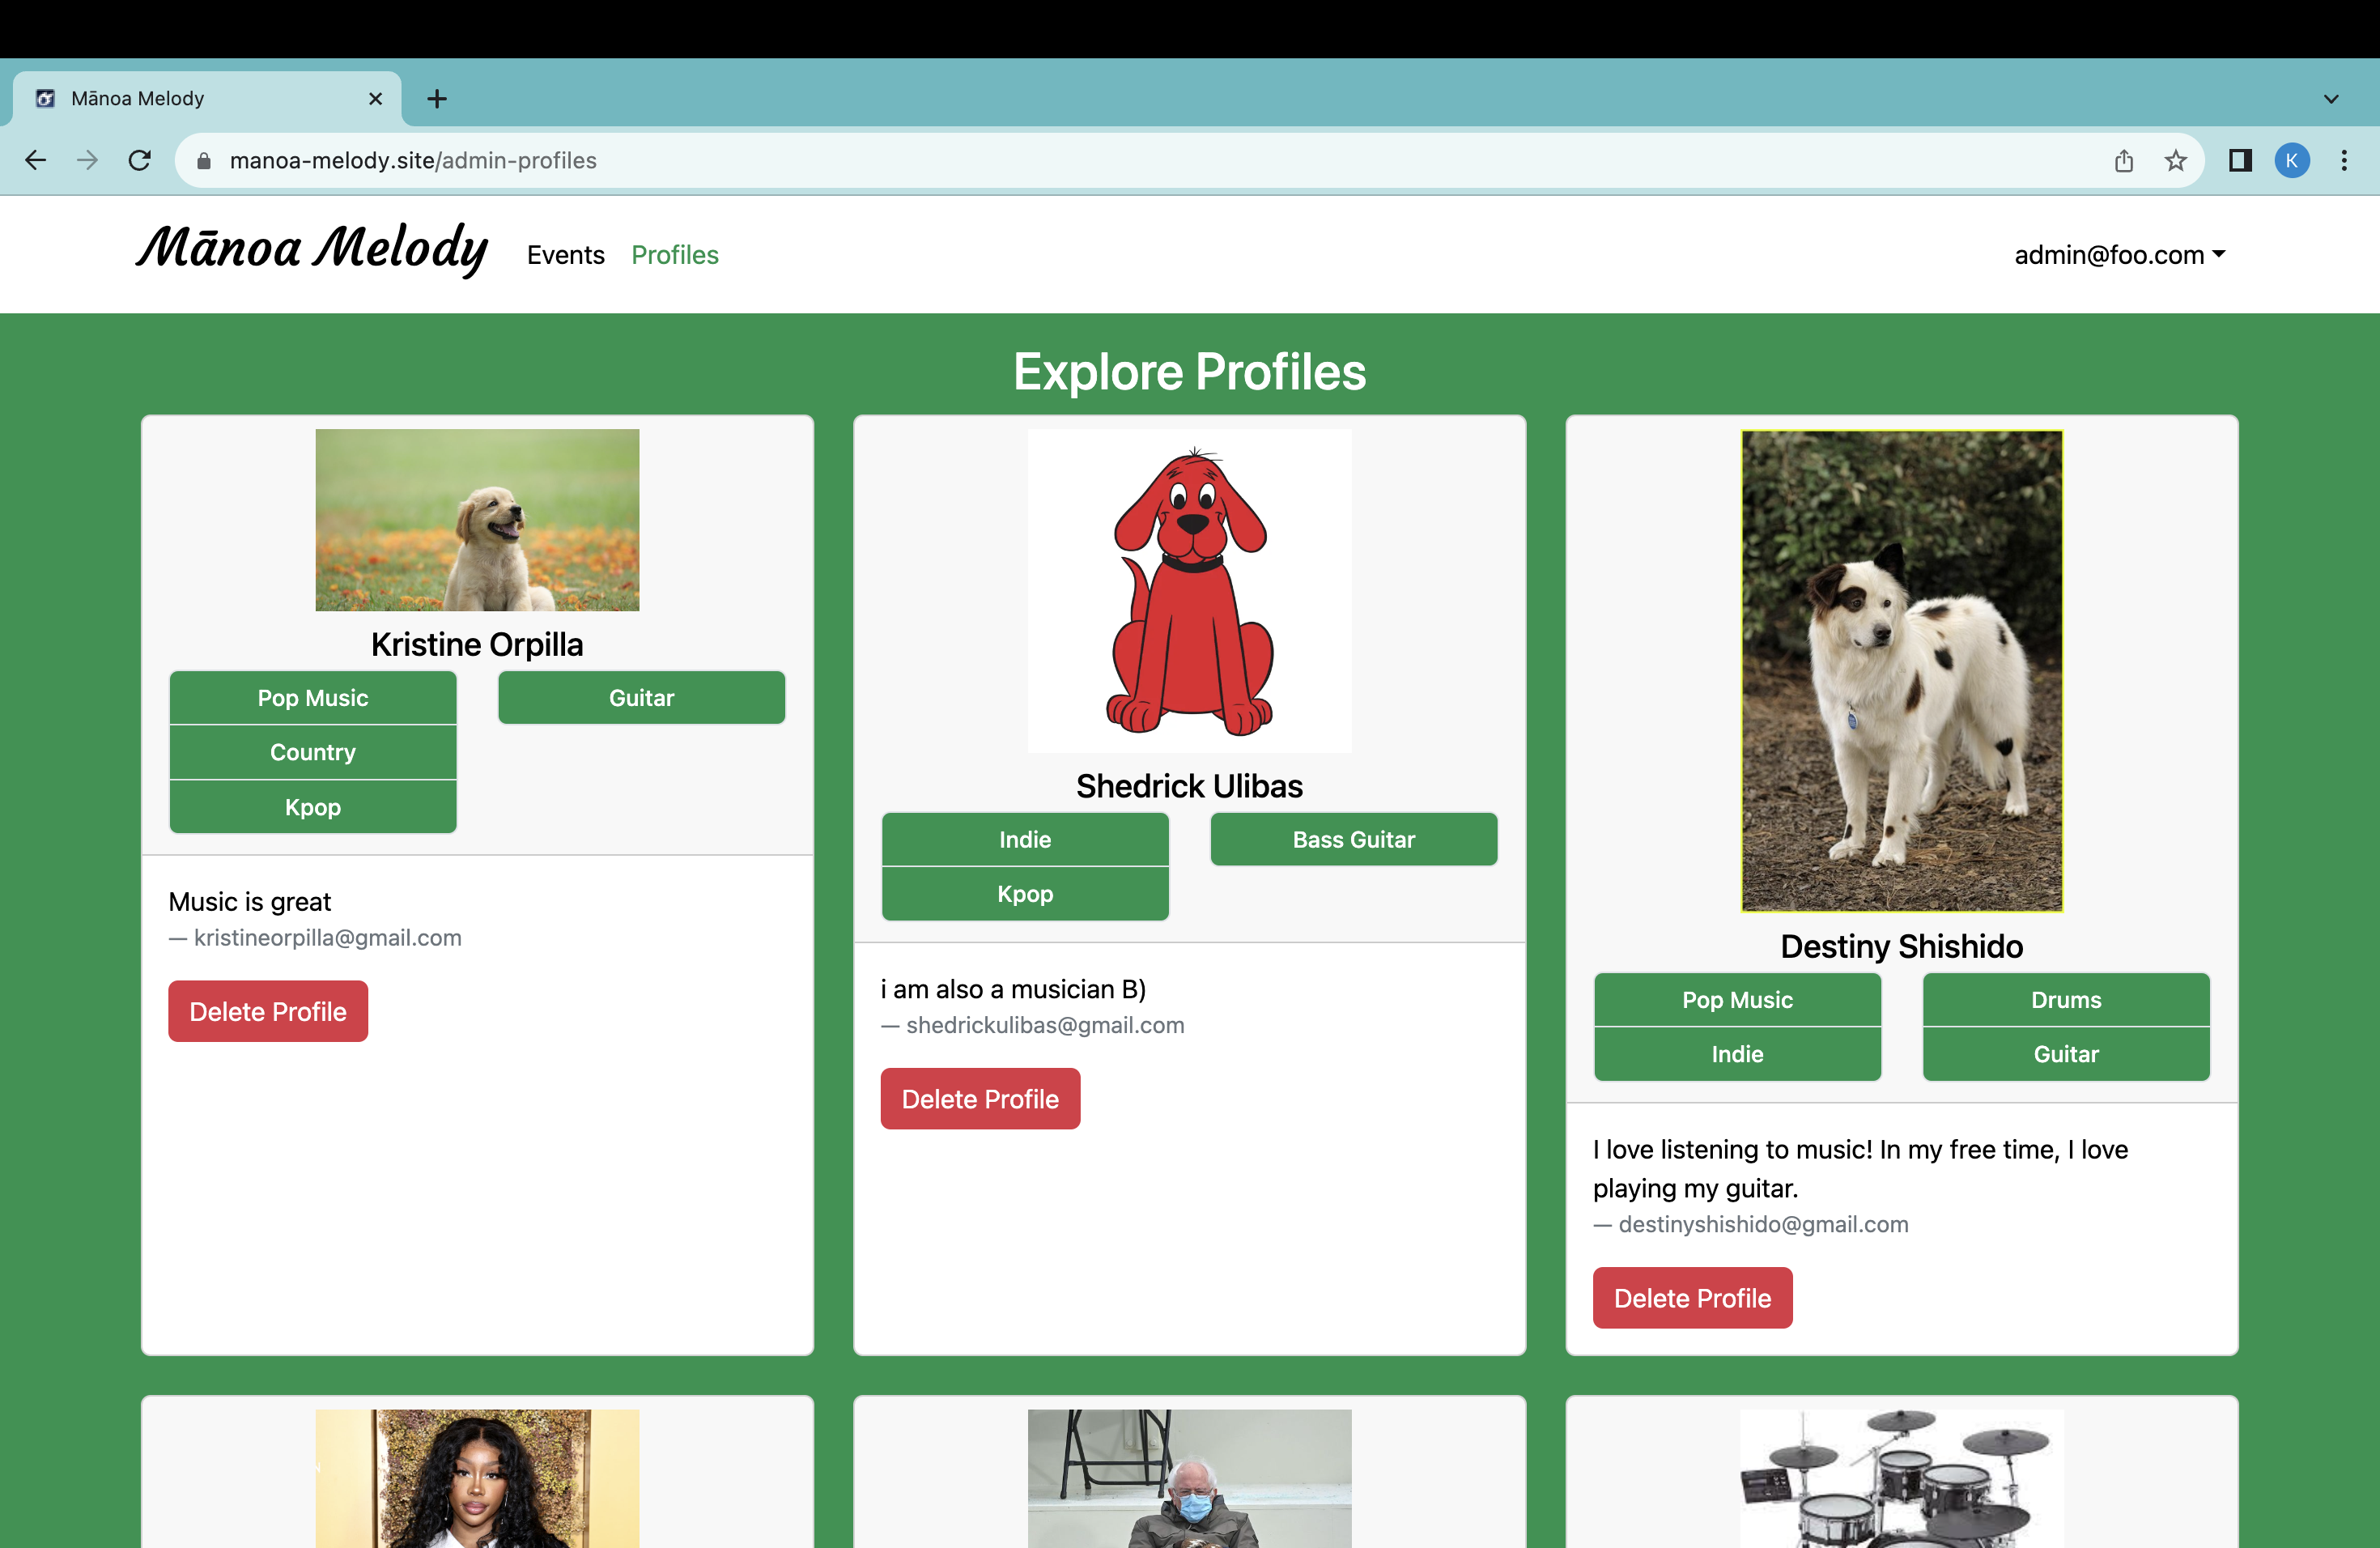 Mānoa Melody
manoa-melody.site/admin-profiles
K
Mānoa Melody
Events
Profiles
admin@foo.com
Explore Profiles
Kristine Orpilla
Pop Music
Country
Kpop
Guitar
Music is great
— kristineorpilla@gmail.com
Delete Profile
Shedrick Ulibas
Indie
Kpop
Bass Guitar
i am also a musician B)
— shedrickulibas@gmail.com
Delete Profile
Destiny Shishido
Pop Music
Indie
Drums
Guitar
I love listening to music! In my free time, I love
playing my guitar.
— destinyshishido@gmail.com
Delete Profile